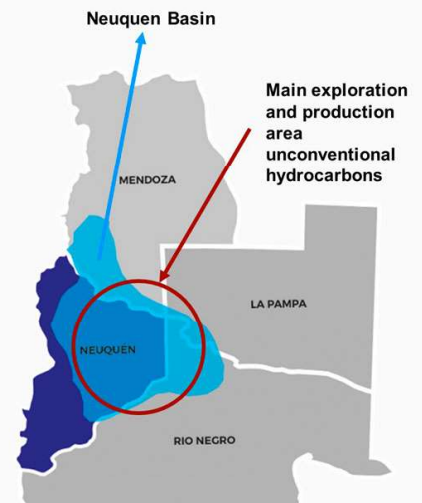 Neuquen Basin
Main exploration
and production
area
unconventional
hydrocarbons
MENDOZA
LA PAMPA
NEUQUÉN
RIO NEGRO